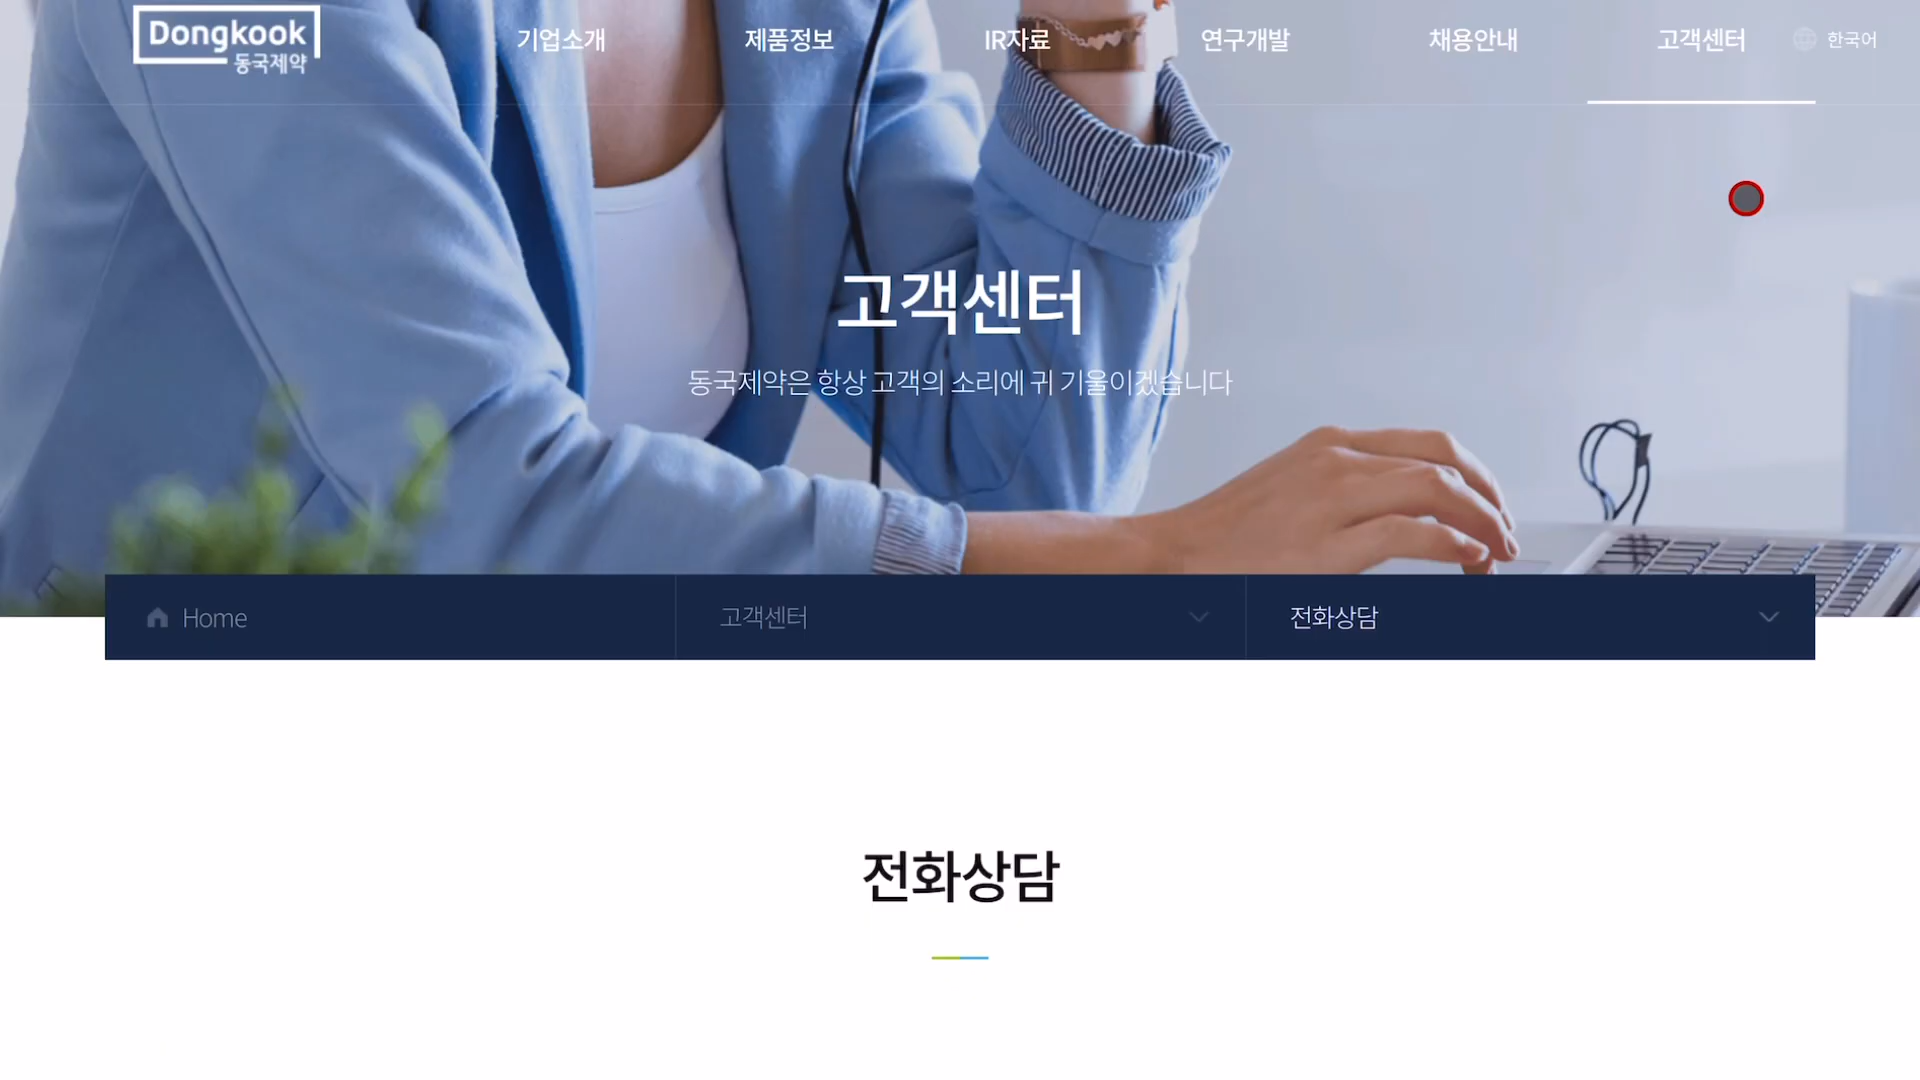 Dongkook
동국제약
기업소개
제품정보
IR자료
연구개발
채용안내
고객센터
한국어
고객센터
동국제약은 항상 고객의 소리에 귀 기울이겠습니다
Home
고객센터
전화상담
전화상담